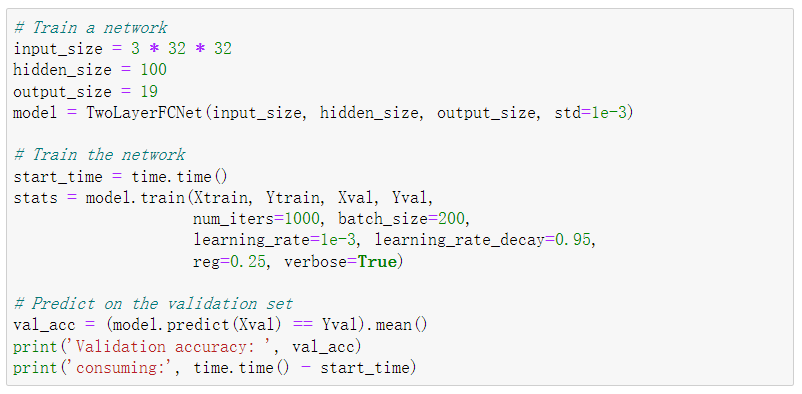 # Train a network
input_size = 3 * 32 * 32
hidden_size = 100
output_size = 19
model = TwoLayerFCNet(input_size, hidden_size, output_size, std=1e-3)
# Train the network
start_time = time.time()
stats = model.train(Xtrain, Ytrain, Xval, Yval,
num_iters=1000, batch_size=200,
learning_rate=1e-3, learning_rate_decay=0.95,
reg=0.25, verbose=True)
# Predict on the validation set
val_acc = (model.predict(Xval) == Yval).mean()
print('Validation accuracy: ', val_acc)
print('consuming:', time.time() - start_time)